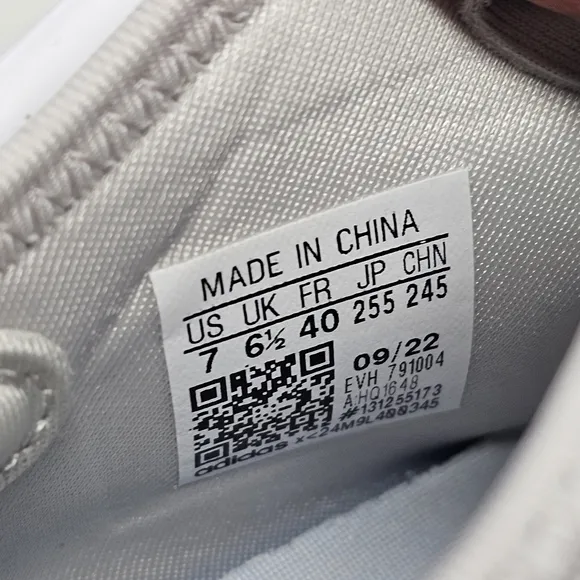 MADE IN CHINA
US UK FR JP CHN
7 6½ 40 255 245
09/22
EVH 791004
A:HQ1648
#131255173
adidas x<24M9L400345